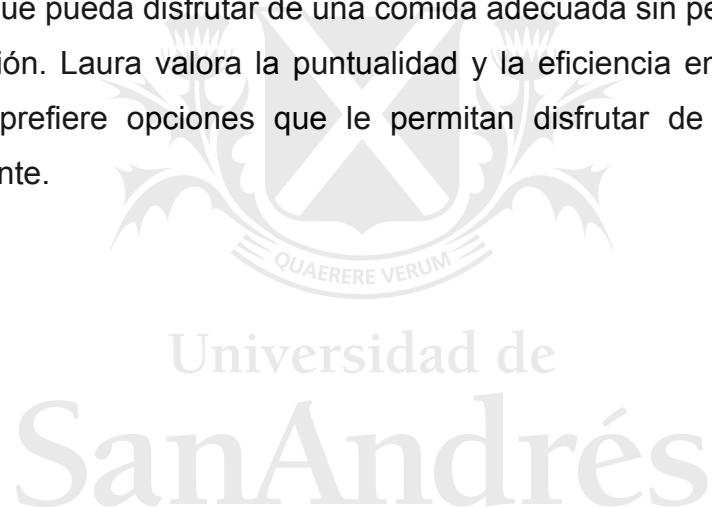 ue pueda disfrutar de una comida adecuada sin pe
ión. Laura valora la puntualidad y la eficiencia en
prefiere opciones que le permitan disfrutar de
nte.
QUAERERE VERUM
Universidad de
SanAndrés